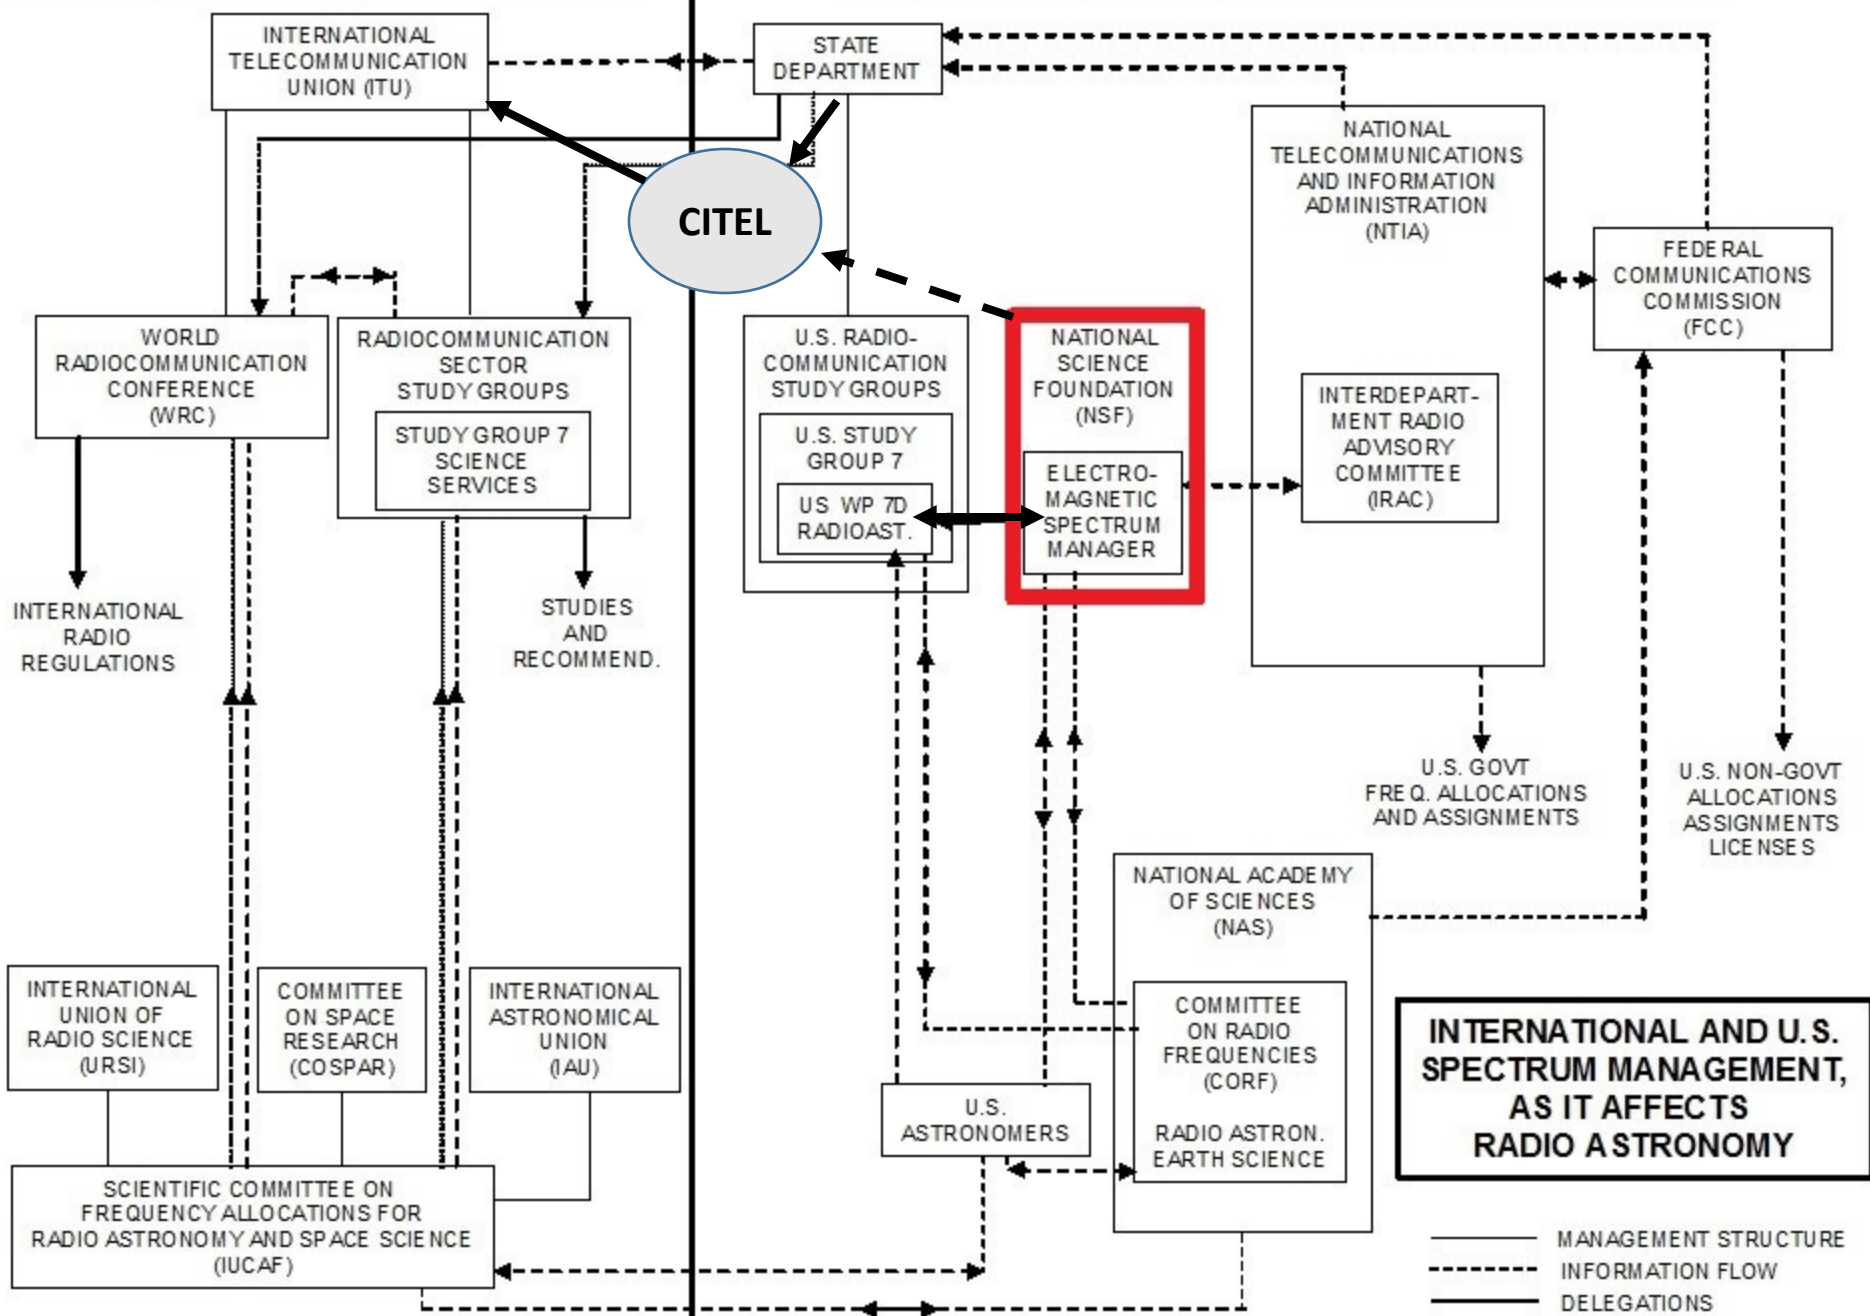 INTERNATIONAL
TELECOMMUNICATION
UNION (ITU)
STATE
DEPARTMENT
CITEL
NATIONAL
TELECOMMUNICATIONS
AND INFORMATION
ADMINISTRATION
(NTIA)
FEDERAL
COMMUNICATIONS
COMMISSION
(FCC)
WORLD
RADIOCOMMUNICATION
CONFERENCE
(WRC)
RADIOCOMMUNICATION
SECTOR
STUDY GROUPS
STUDY GROUP 7
SCIENCE
SERVICES
U.S. RADIO-
COMMUNICATION
STUDY GROUPS
U.S. STUDY
GROUP 7
US WP 7D
RADIOAST.
NATIONAL
SCIENCE
FOUNDATION
(NSF)
ELECTRO-
MAGNETIC
SPECTRUM
MANAGER
INTERDEPART-
MENT RADIO
ADVISORY
COMMITTEE
(IRAC)
INTERNATIONAL
RADIO
REGULATIONS
STUDIES
AND
RECOMMEND.
U.S. GOVT
FREQ. ALLOCATIONS
AND ASSIGNMENTS
U.S. NON-GOVT
ALLOCATIONS
ASSIGNMENTS
LICENSES
NATIONAL ACADEMY
OF SCIENCES
(NAS)
COMMITTEE
ON RADIO
FREQUENCIES
(CORF)
RADIO ASTRON.
EARTH SCIENCE
INTERNATIONAL
UNION OF
RADIO SCIENCE
(URSI)
COMMITTEE
ON SPACE
RESEARCH
(COSPAR)
INTERNATIONAL
ASTRONOMICAL
UNION
(IAU)
U.S.
ASTRONOMERS
SCIENTIFIC COMMITTEE ON
FREQUENCY ALLOCATIONS FOR
RADIO ASTRONOMY AND SPACE SCIENCE
(IUCAF)
INTERNATIONAL AND U.S.
SPECTRUM MANAGEMENT,
AS IT AFFECTS
RADIO ASTRONOMY
MANAGEMENT STRUCTURE
INFORMATION FLOW
DELEGATIONS